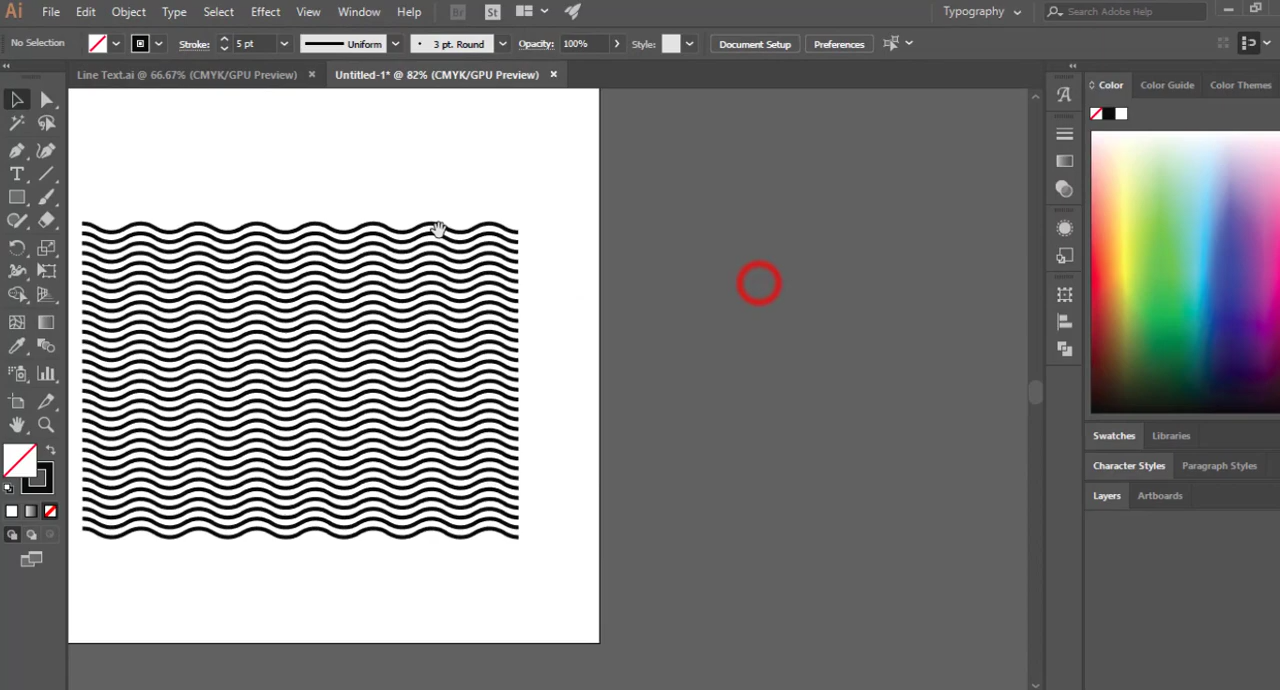 Ai File Edit Object Type Select Effect View Window Help Br St Typography Search Adobe Help
No Selection Stroke: 5 pt Uniform 3 pt. Round Opacity: 100% Style: Document Setup Preferences
Line Text.ai @ 66.67% (CMYK/GPU Preview) Untitled-1* @ 82% (CMYK/GPU Preview)
Color Color Guide Color Themes
Swatches Libraries
Character Styles Paragraph Styles
Layers Artboards